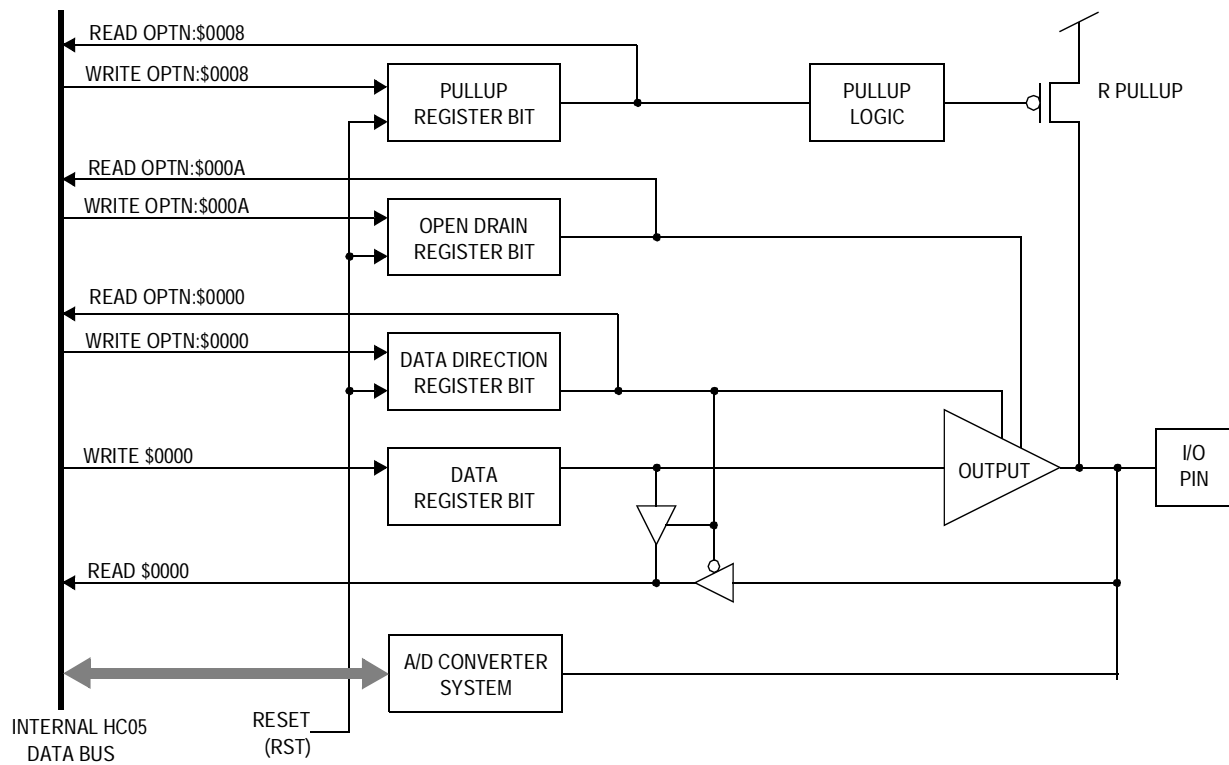 READ OPTN:$0008
WRITE OPTN:$0008
PULLUP
REGISTER BIT
PULLUP
LOGIC
R PULLUP
READ OPTN:$000A
WRITE OPTN:$000A
OPEN DRAIN
REGISTER BIT
READ OPTN:$0000
WRITE OPTN:$0000
DATA DIRECTION
REGISTER BIT
WRITE $0000
DATA
REGISTER BIT
OUTPUT
I/O
PIN
READ $0000
A/D CONVERTER
SYSTEM
INTERNAL HC05
DATA BUS
RESET
(RST)